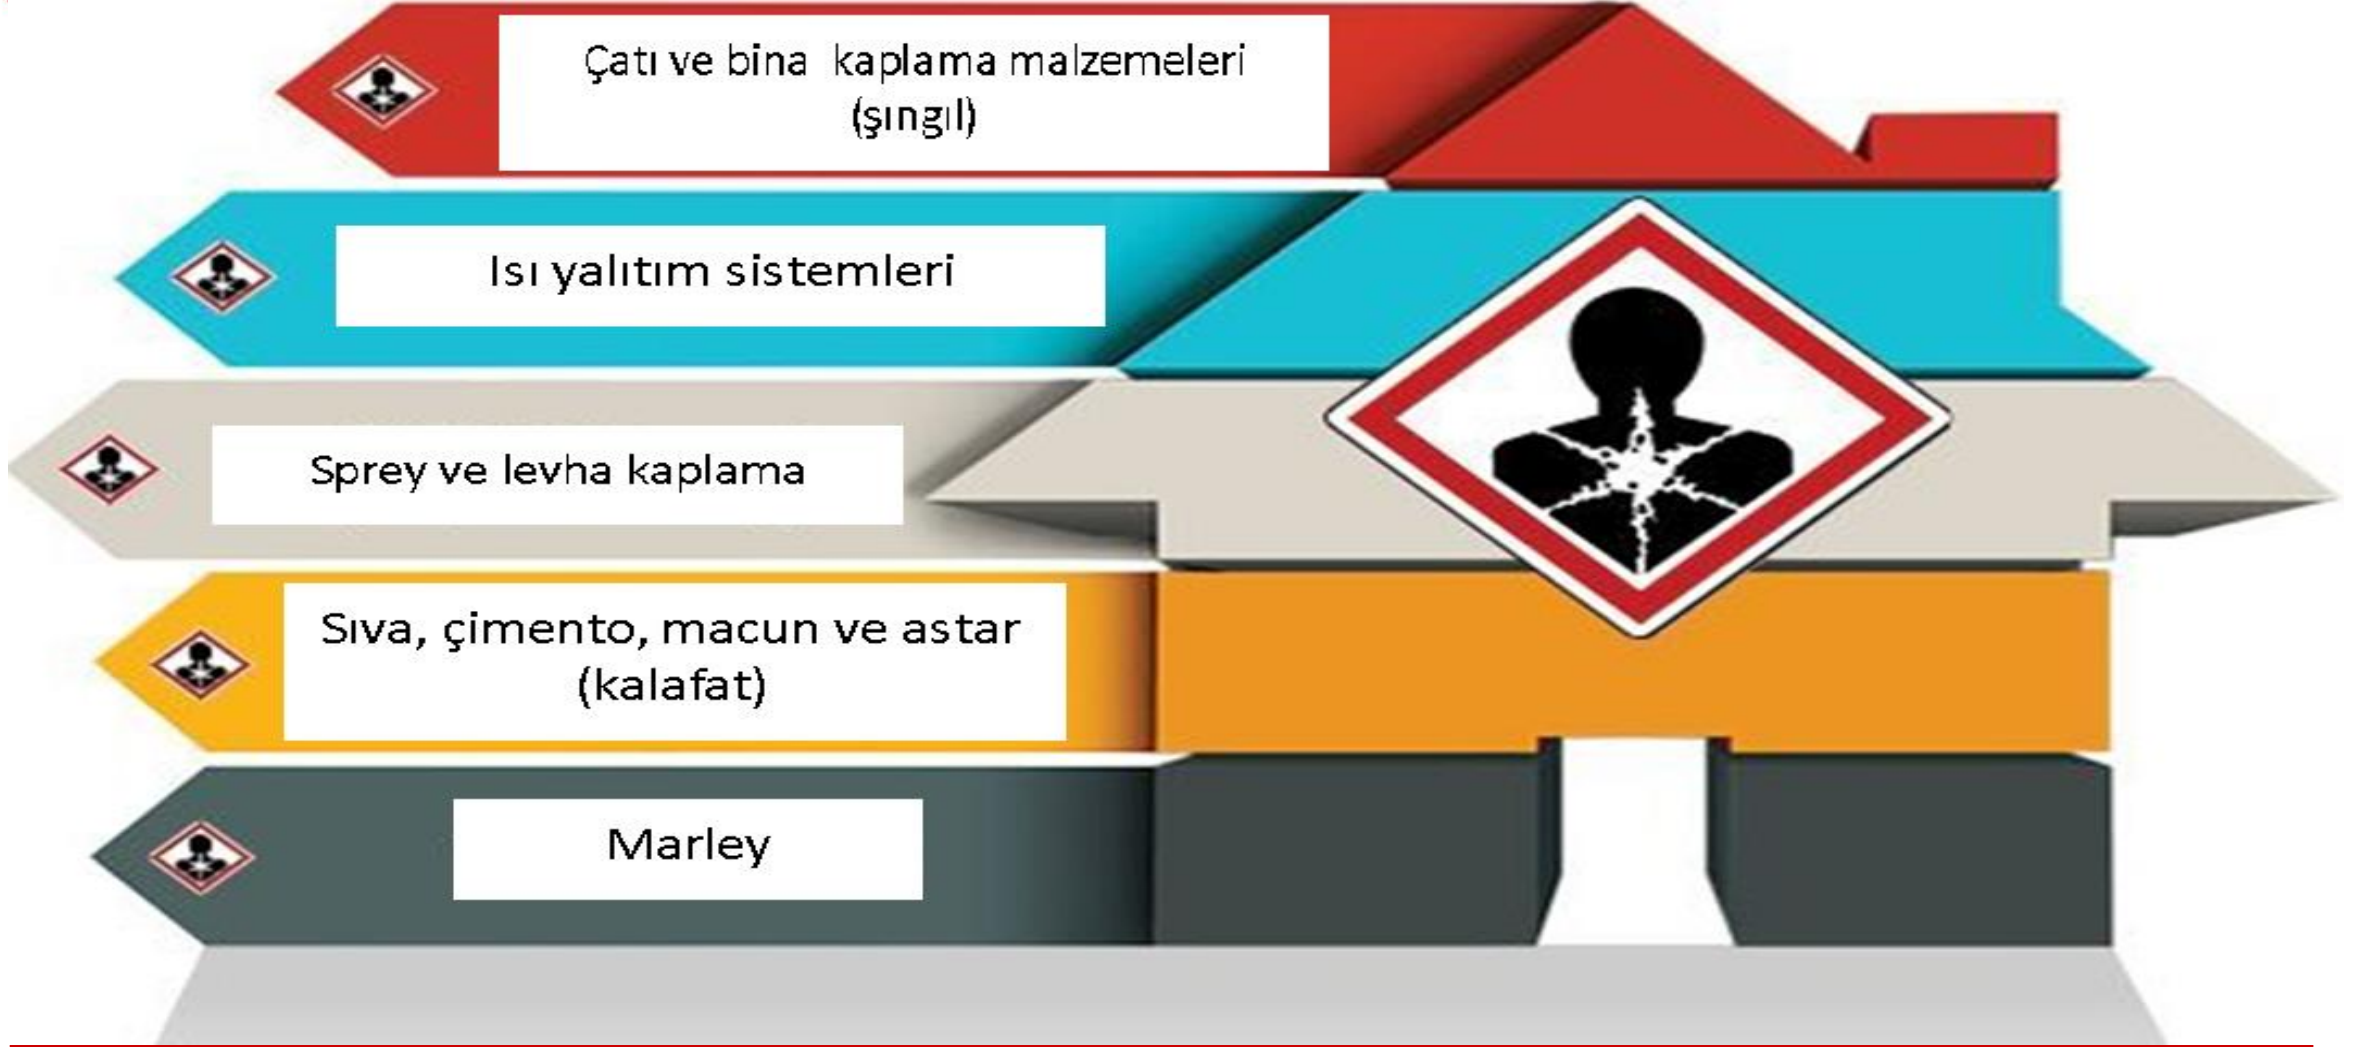 Çatı ve bina kaplama malzemeleri
(şıngıl)
Isı yalıtım sistemleri
Sprey ve levha kaplama
Sıva, çimento, macun ve astar
(kalafat)
Marley